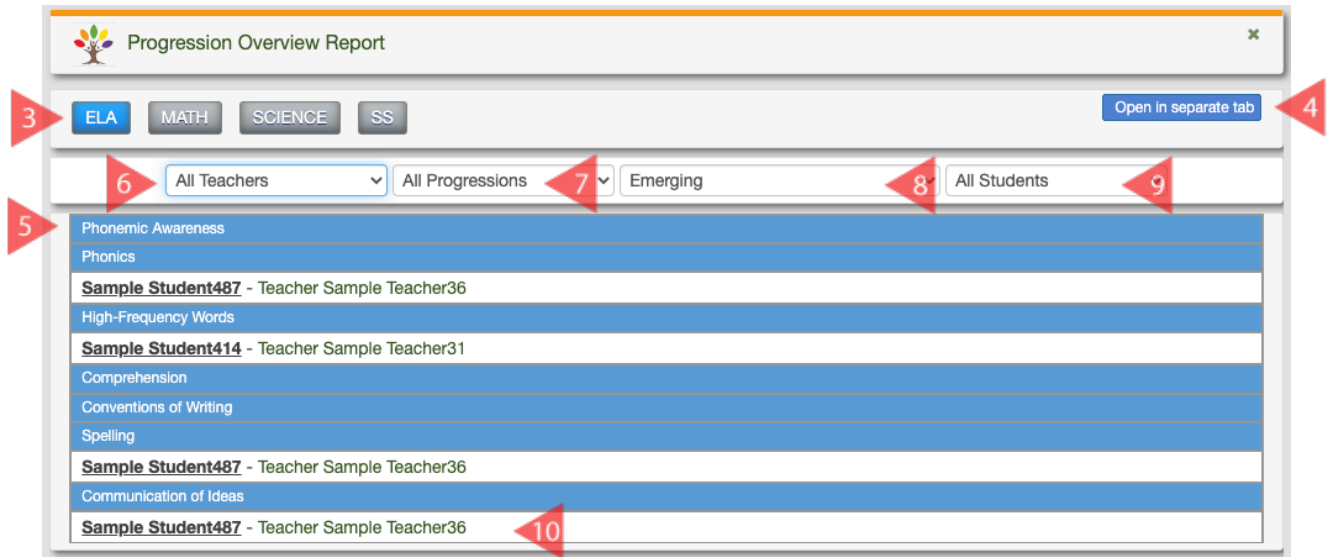 Progression Overview Report ×
3 ELA MATH SCIENCE SS Open in separate tab 4
6 All Teachers All Progressions 7 Emerging 8 All Students 9
5 Phonemic Awareness
Phonics
Sample Student487 - Teacher Sample Teacher36
High-Frequency Words
Sample Student414 - Teacher Sample Teacher31
Comprehension
Conventions of Writing
Spelling
Sample Student487 - Teacher Sample Teacher36
Communication of Ideas
Sample Student487 - Teacher Sample Teacher36 10